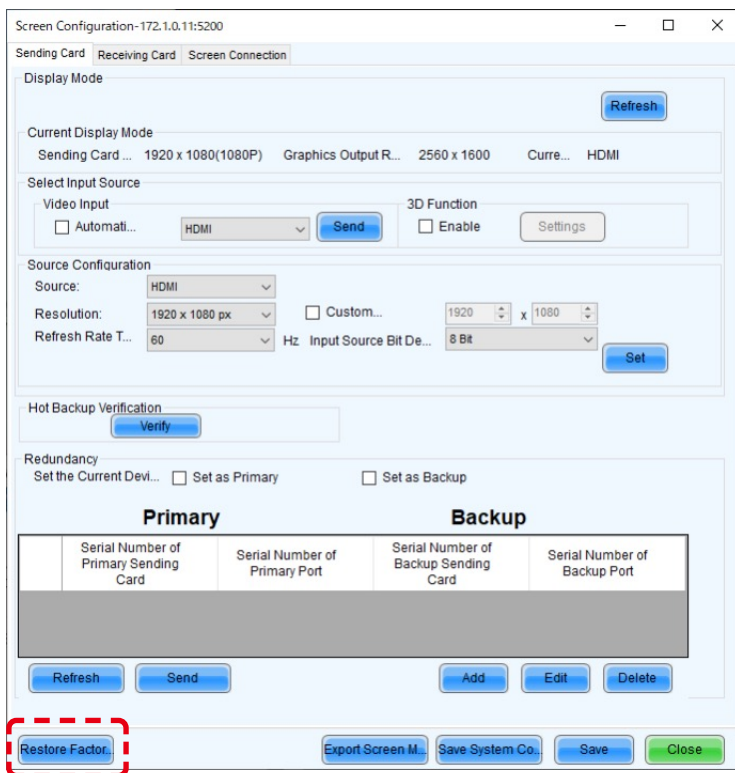 Screen Configuration-172.1.0.11:5200
Sending Card Receiving Card Screen Connection
Display Mode
Refresh
Current Display Mode
Sending Card ... 1920 x 1080(1080P) Graphics Output R... 2560 x 1600 Curre... HDMI
Select Input Source
Video Input 3D Function
Automati... HDMI Send Enable Settings
Source Configuration
Source: HDMI
Resolution: 1920 x 1080 px Custom... 1920 x 1080
Refresh Rate T... 60 Hz Input Source Bit De... 8 Bit
Set
Hot Backup Verification
Verify
Redundancy
Set the Current Devi... Set as Primary Set as Backup
Primary Backup
Serial Number of Primary Sending Card Serial Number of Primary Port Serial Number of Backup Sending Card Serial Number of Backup Port
Refresh Send Add Edit Delete
Restore Factor... Export Screen M... Save System Co... Save Close